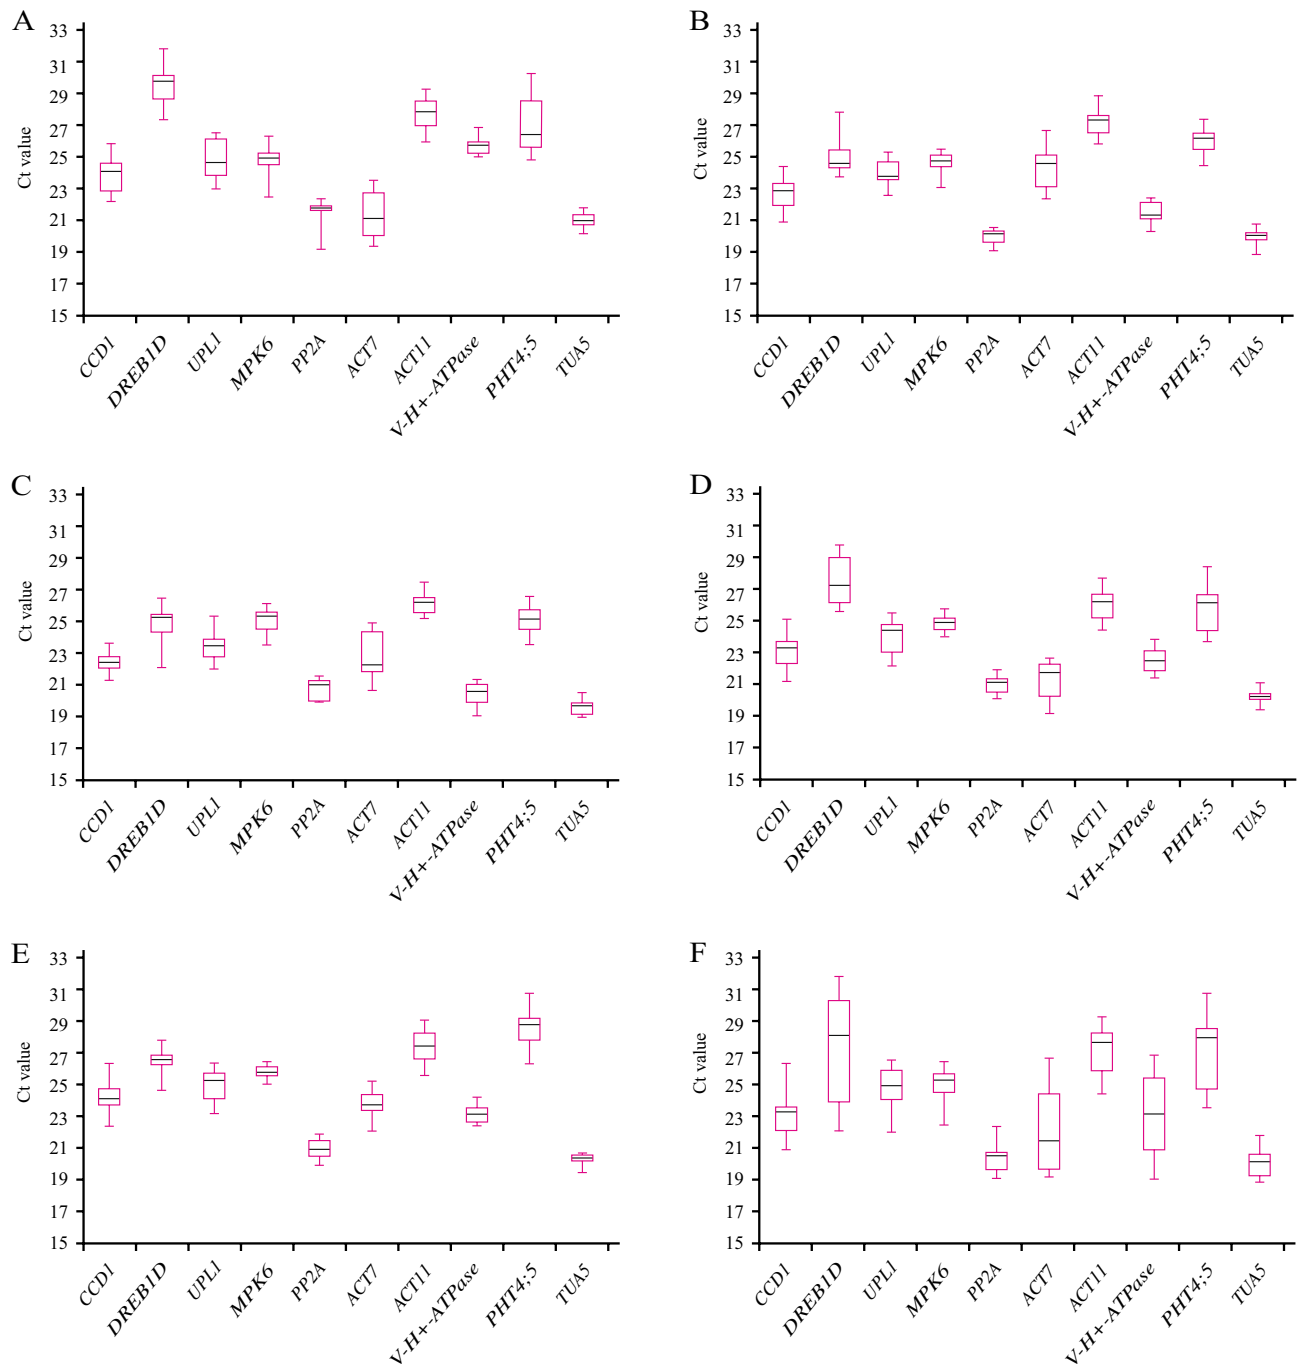 A
Ct value
33
31
29
27
25
23
21
19
17
15
CCD1
DREB1D
UPL1
MPK6
PP2A
ACT7
ACT11
V-H+-ATPase
PHT4;5
TUA5
B
Ct value
33
31
29
27
25
23
21
19
17
15
CCD1
DREB1D
UPL1
MPK6
PP2A
ACT7
ACT11
V-H+-ATPase
PHT4;5
TUA5
C
Ct value
33
31
29
27
25
23
21
19
17
15
CCD1
DREB1D
UPL1
MPK6
PP2A
ACT7
ACT11
V-H+-ATPase
PHT4;5
TUA5
D
Ct value
33
31
29
27
25
23
21
19
17
15
CCD1
DREB1D
UPL1
MPK6
PP2A
ACT7
ACT11
V-H+-ATPase
PHT4;5
TUA5
E
Ct value
33
31
29
27
25
23
21
19
17
15
CCD1
DREB1D
UPL1
MPK6
PP2A
ACT7
ACT11
V-H+-ATPase
PHT4;5
TUA5
F
Ct value
33
31
29
27
25
23
21
19
17
15
CCD1
DREB1D
UPL1
MPK6
PP2A
ACT7
ACT11
V-H+-ATPase
PHT4;5
TUA5